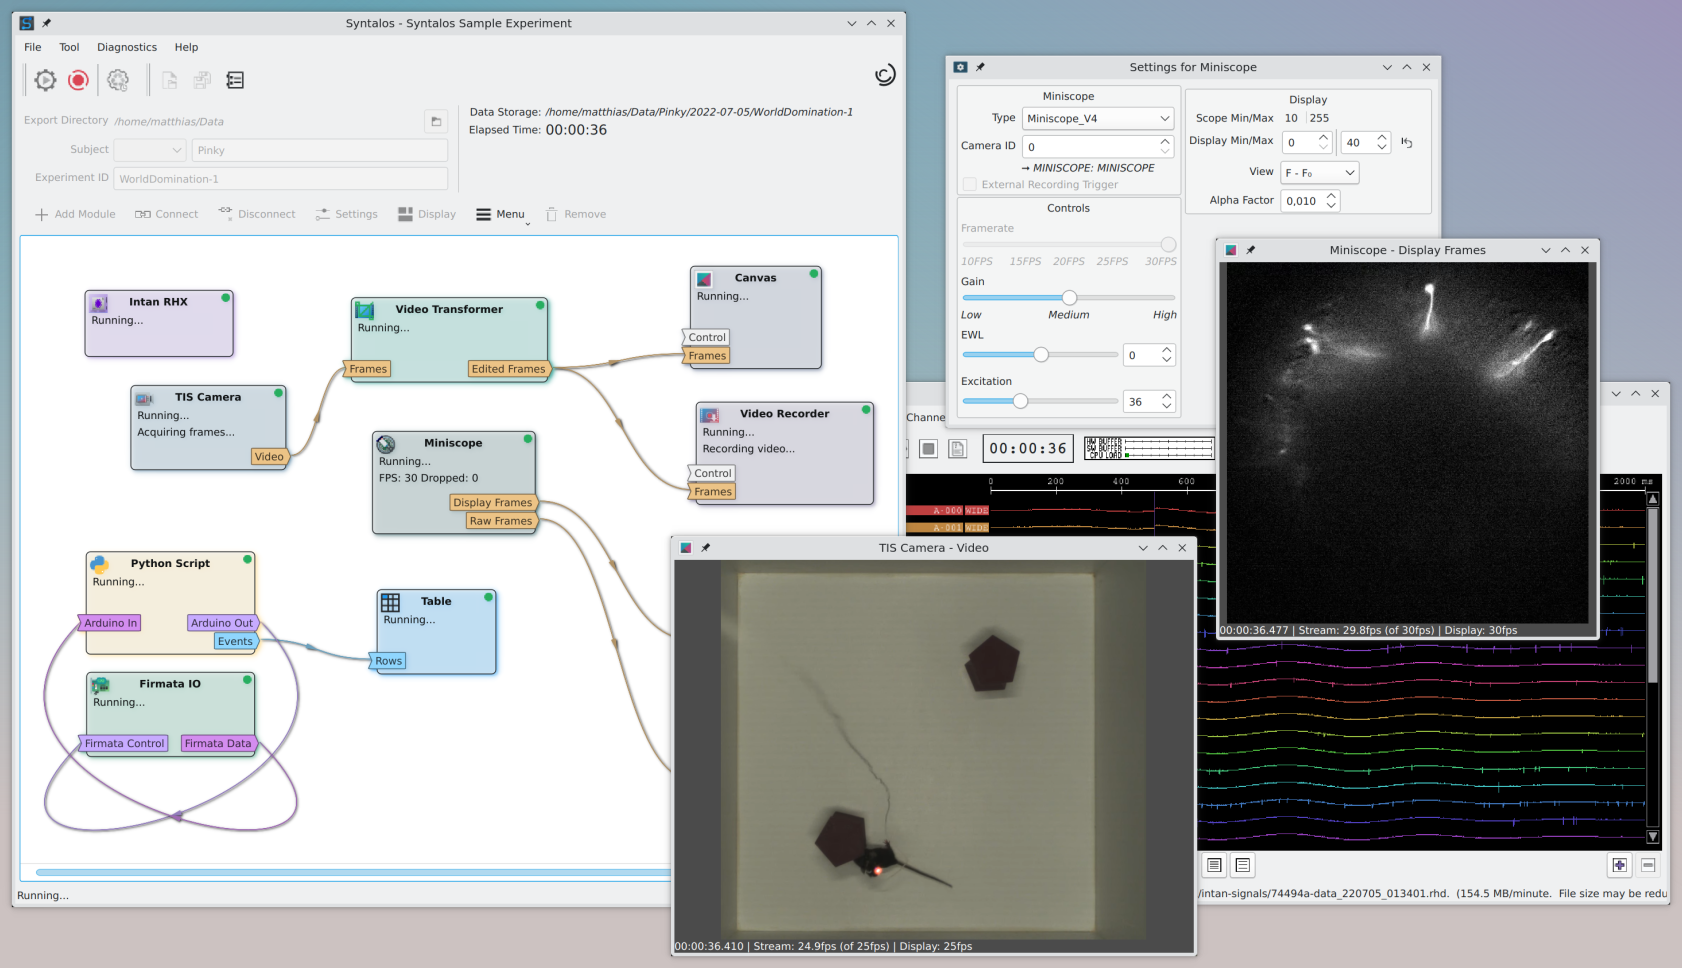 Syntalos - Syntalos Sample Experiment
File Tool Diagnostics Help
Export Directory /home/matthias/Data
Subject Pinky
Experiment ID WorldDomination-1
Data Storage: /home/matthias/Data/Pinky/2022-07-05/WorldDomination-1
Elapsed Time: 00:00:36
Add Module Connect Disconnect Settings Display Menu Remove
Intan RHX
Running...
TIS Camera
Running...
Acquiring frames...
Video
Video Transformer
Running...
Frames Edited Frames
Canvas
Running...
Control
Frames
Miniscope
Running...
FPS: 30 Dropped: 0
Display Frames
Raw Frames
Video Recorder
Running...
Recording video...
Control
Frames
Python Script
Running...
Arduino In Arduino Out
Events
Table
Running...
Rows
Firmata IO
Running...
Firmata Control Firmata Data
Running...
Settings for Miniscope
Miniscope
Type Miniscope_V4
Camera ID 0
→ MINISCOPE: MINISCOPE
External Recording Trigger
Controls
Framerate
10FPS 15FPS 20FPS 25FPS 30FPS
Gain
Low Medium High
EWL
0
Excitation
36
Display
Scope Min/Max 10 255
Display Min/Max 0 40
View F - F₀
Alpha Factor 0,010
Miniscope - Display Frames
00:00:36.477 | Stream: 29.8fps (of 30fps) | Display: 30fps
Channe
00:00:36
HW BUFFER
SW BUFFER
CPU LOAD
0 200 400 600 2000 ms
A-000 WIDE
A-001 WIDE
TIS Camera - Video
00:00:36.410 | Stream: 24.9fps (of 25fps) | Display: 25fps
/intan-signals/74494a-data_220705_013401.rhd. (154.5 MB/minute. File size may be redu